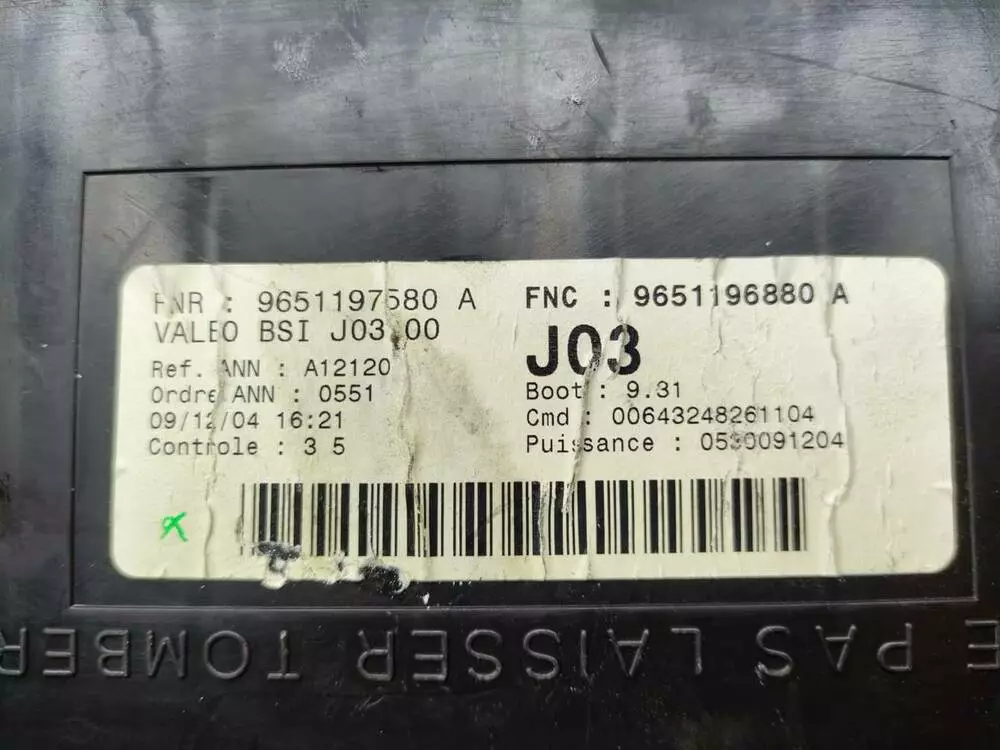 FNR : 9651197580 A
VALEO BSI J03.00
Ref. ANN : A12120
Ordre ANN : 0551
09/12/04 16:21
Controle : 3 5
FNC : 9651196880 A
J03
Boot : 9.31
Cmd : 00643248261104
Puissance : 0530091204
E PAS LAISSER TOMBER